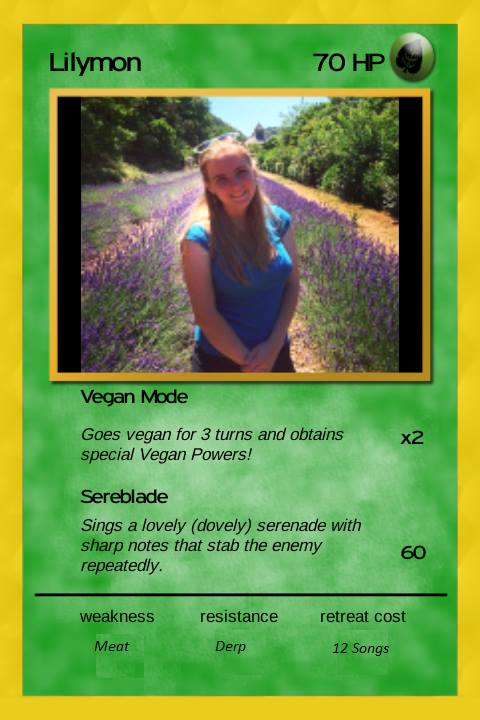 Lilymon 70 HP
Vegan Mode
Goes vegan for 3 turns and obtains x2
special Vegan Powers!
Sereblade
Sings a lovely (dovely) serenade with
sharp notes that stab the enemy 60
repeatedly.
weakness resistance retreat cost
Meat Derp 12 Songs